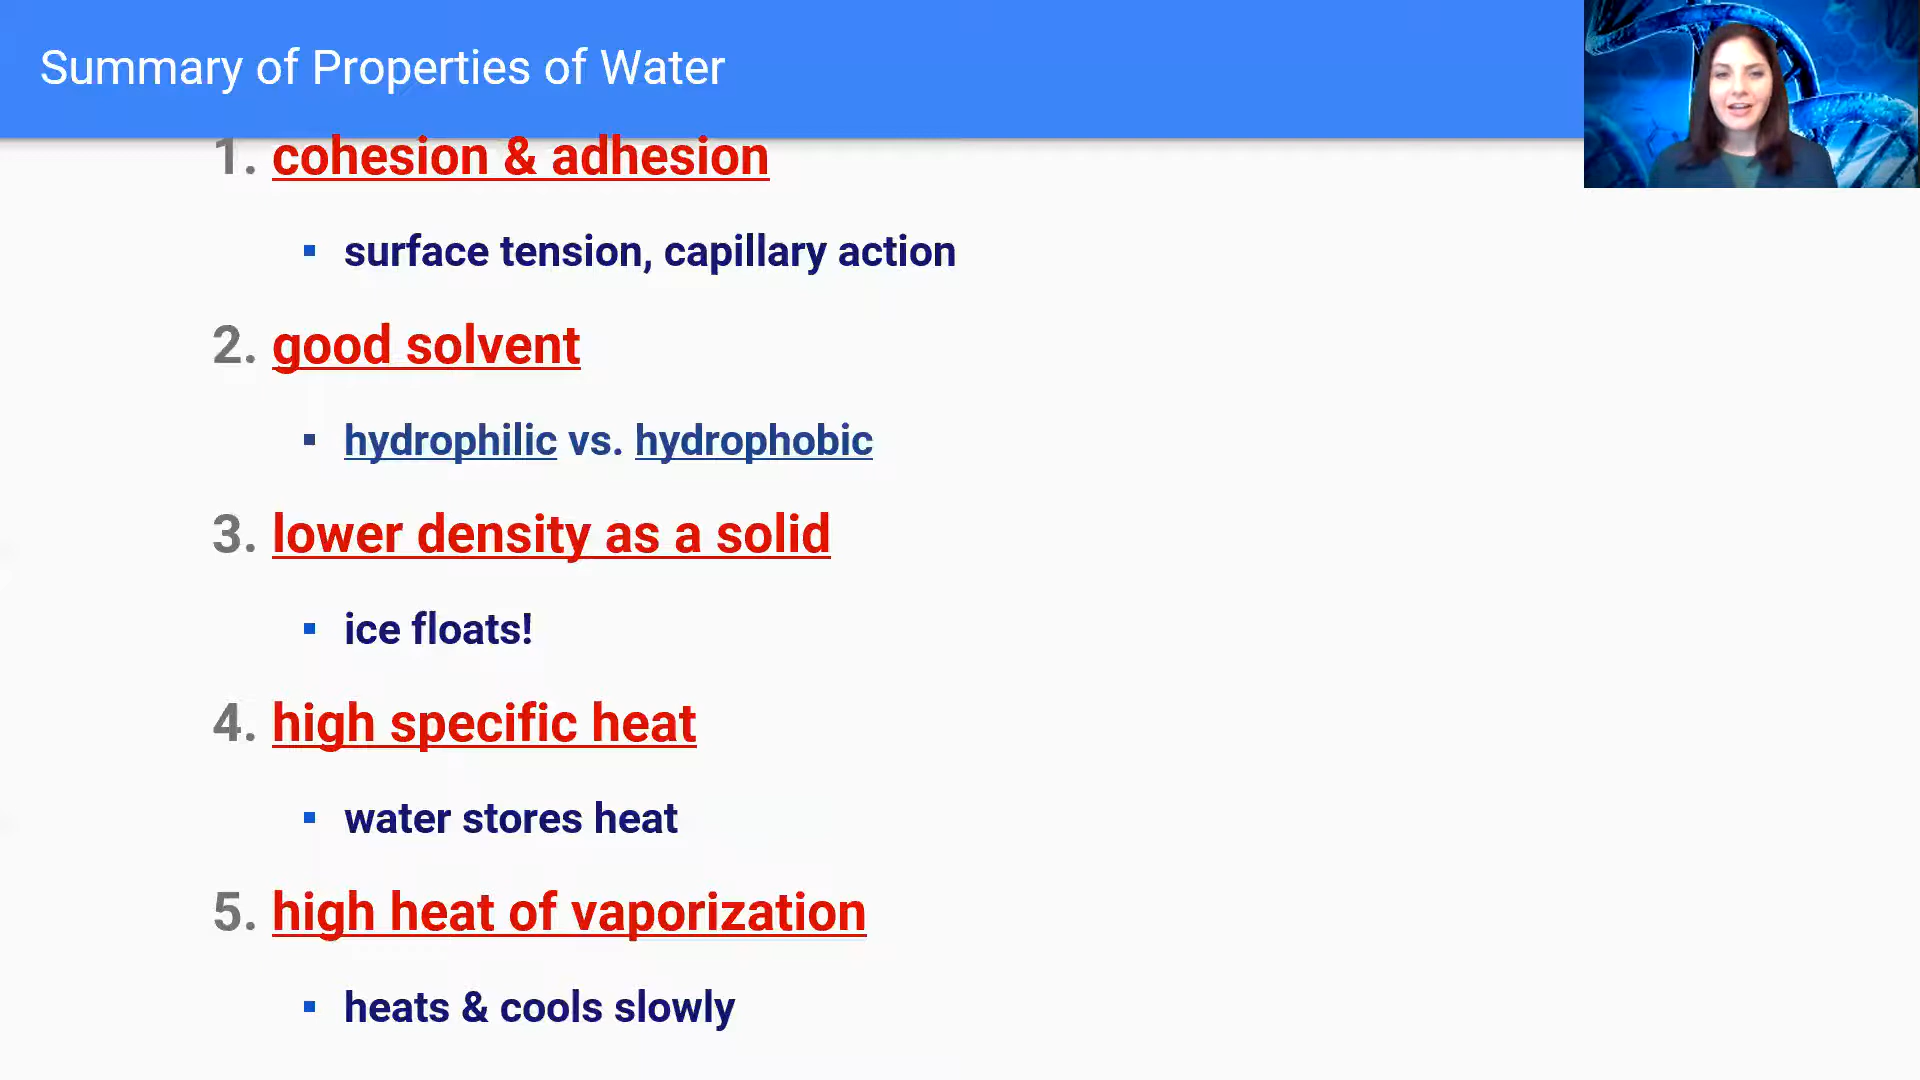 Summary of Properties of Water
1. cohesion & adhesion
▪ surface tension, capillary action
2. good solvent
▪ hydrophilic vs. hydrophobic
3. lower density as a solid
▪ ice floats!
4. high specific heat
▪ water stores heat
5. high heat of vaporization
▪ heats & cools slowly